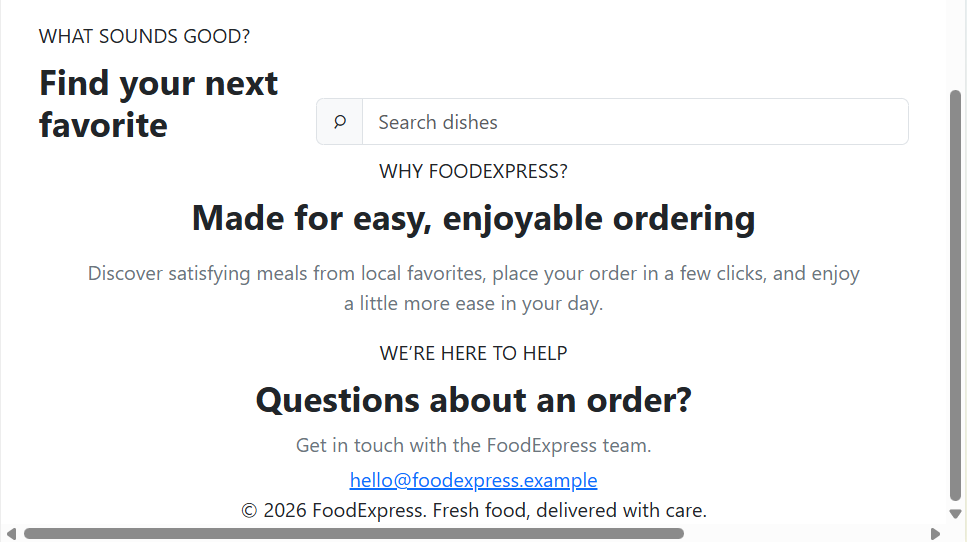 WHAT SOUNDS GOOD?
Find your next
favorite
Search dishes
WHY FOODEXPRESS?
Made for easy, enjoyable ordering
Discover satisfying meals from local favorites, place your order in a few clicks, and enjoy
a little more ease in your day.
WE’RE HERE TO HELP
Questions about an order?
Get in touch with the FoodExpress team.
hello@foodexpress.example
© 2026 FoodExpress. Fresh food, delivered with care.